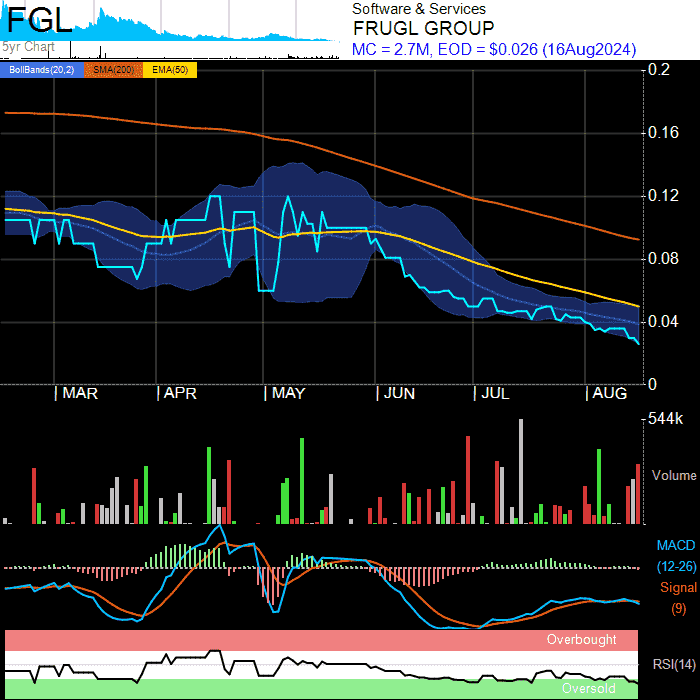 FGL
5yr Chart
Software & Services
FRUGL GROUP
MC = 2.7M, EOD = $0.026 (16Aug2024)
BollBands(20,2) SMA(200) EMA(50)
0.2
0.16
0.12
0.08
0.04
0
| MAR | APR | MAY | JUN | JUL | AUG
544k
Volume
MACD
(12-26)
Signal
(9)
Overbought
RSI(14)
Oversold